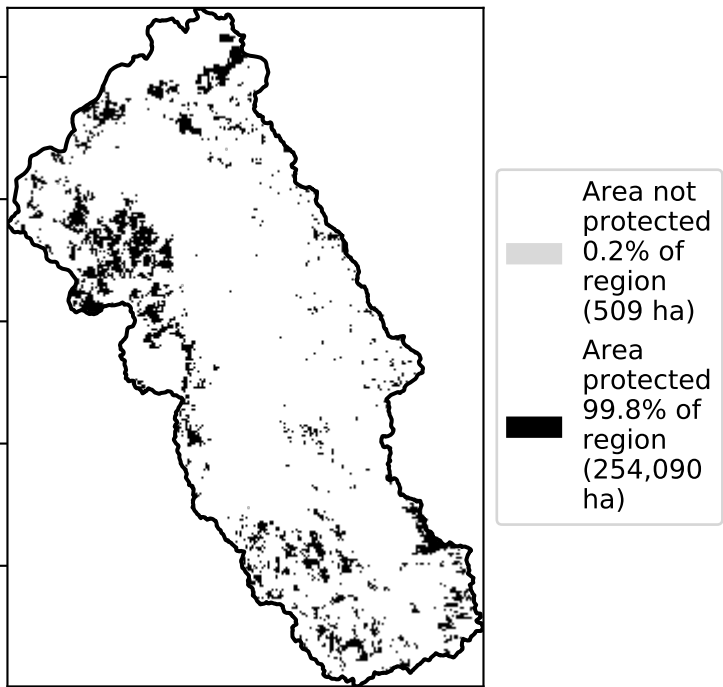 Area not
protected
0.2% of
region
(509 ha)
Area
protected
99.8% of
region
(254,090
ha)